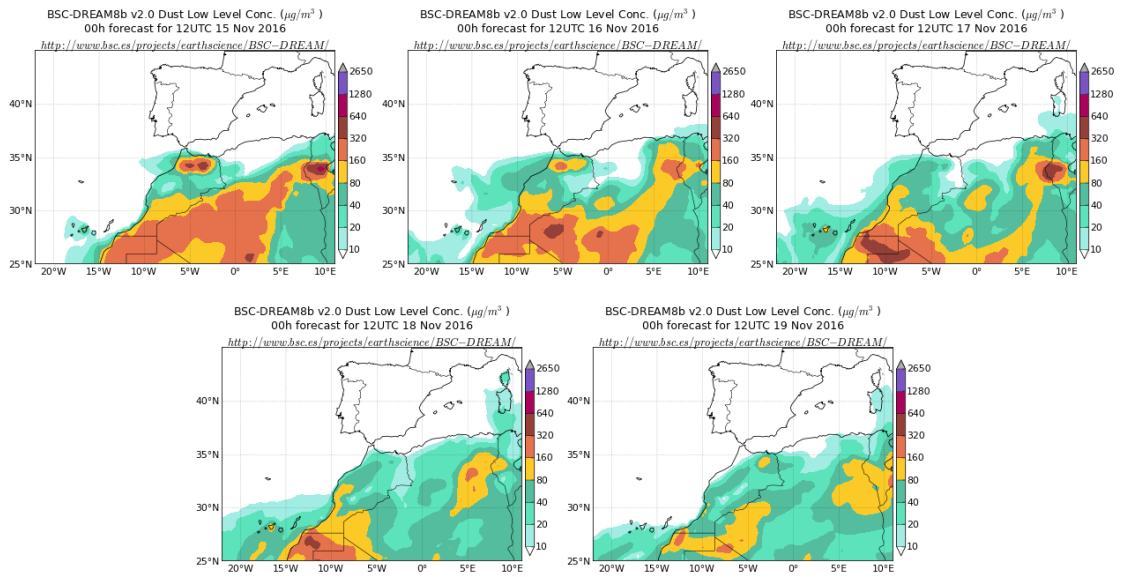 BSC-DREAM8b v2.0 Dust Low Level Conc. (μg/m³ )
00h forecast for 12UTC 15 Nov 2016
http://www.bsc.es/projects/earthscience/BSC−DREAM/
40°N
35°N
30°N
25°N
20°W 15°W 10°W 5°W 0° 5°E 10°E
2650
1280
640
320
160
80
40
20
10
BSC-DREAM8b v2.0 Dust Low Level Conc. (μg/m³ )
00h forecast for 12UTC 16 Nov 2016
http://www.bsc.es/projects/earthscience/BSC−DREAM/
40°N
35°N
30°N
25°N
20°W 15°W 10°W 5°W 0° 5°E 10°E
2650
1280
640
320
160
80
40
20
10
BSC-DREAM8b v2.0 Dust Low Level Conc. (μg/m³ )
00h forecast for 12UTC 17 Nov 2016
http://www.bsc.es/projects/earthscience/BSC−DREAM/
40°N
35°N
30°N
25°N
20°W 15°W 10°W 5°W 0° 5°E 10°E
2650
1280
640
320
160
80
40
20
10
BSC-DREAM8b v2.0 Dust Low Level Conc. (μg/m³ )
00h forecast for 12UTC 18 Nov 2016
http://www.bsc.es/projects/earthscience/BSC−DREAM/
40°N
35°N
30°N
25°N
20°W 15°W 10°W 5°W 0° 5°E 10°E
2650
1280
640
320
160
80
40
20
10
BSC-DREAM8b v2.0 Dust Low Level Conc. (μg/m³ )
00h forecast for 12UTC 19 Nov 2016
http://www.bsc.es/projects/earthscience/BSC−DREAM/
40°N
35°N
30°N
25°N
20°W 15°W 10°W 5°W 0° 5°E 10°E
2650
1280
640
320
160
80
40
20
10